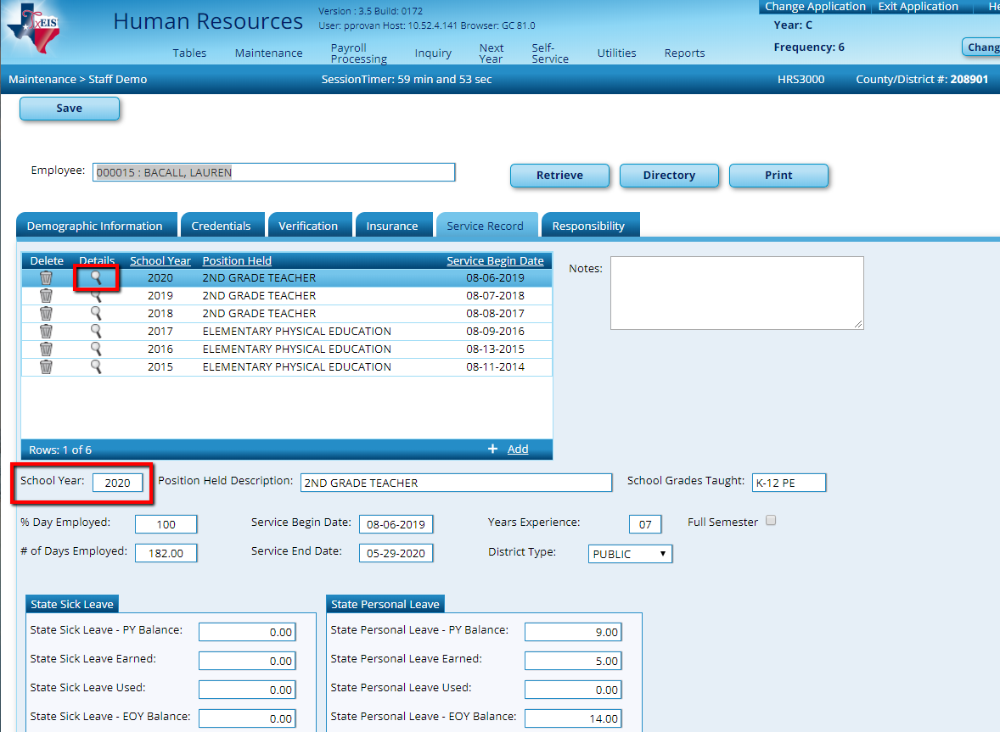 TxEIS
Human Resources
Version : 3.5 Build: 0172
User: pprovan Host: 10.52.4.141 Browser: GC 81.0
Change Application Exit Application He
Year: C
Frequency: 6
Chang
Tables Maintenance Payroll Processing Inquiry Next Year Self-Service Utilities Reports
Maintenance > Staff Demo SessionTimer: 59 min and 53 sec HRS3000 County/District #: 208901
Save
Employee: 000015 : BACALL, LAUREN Retrieve Directory Print
Demographic Information Credentials Verification Insurance Service Record Responsibility
Delete Details School Year Position Held Service Begin Date
2020 2ND GRADE TEACHER 08-06-2019
2019 2ND GRADE TEACHER 08-07-2018
2018 2ND GRADE TEACHER 08-08-2017
2017 ELEMENTARY PHYSICAL EDUCATION 08-09-2016
2016 ELEMENTARY PHYSICAL EDUCATION 08-13-2015
2015 ELEMENTARY PHYSICAL EDUCATION 08-11-2014
Rows: 1 of 6 + Add
Notes:
School Year: 2020 Position Held Description: 2ND GRADE TEACHER School Grades Taught: K-12 PE
% Day Employed: 100 Service Begin Date: 08-06-2019 Years Experience: 07 Full Semester
# of Days Employed: 182.00 Service End Date: 05-29-2020 District Type: PUBLIC
State Sick Leave
State Sick Leave - PY Balance: 0.00
State Sick Leave Earned: 0.00
State Sick Leave Used: 0.00
State Sick Leave - EOY Balance: 0.00
State Personal Leave
State Personal Leave - PY Balance: 9.00
State Personal Leave Earned: 5.00
State Personal Leave Used: 0.00
State Personal Leave - EOY Balance: 14.00